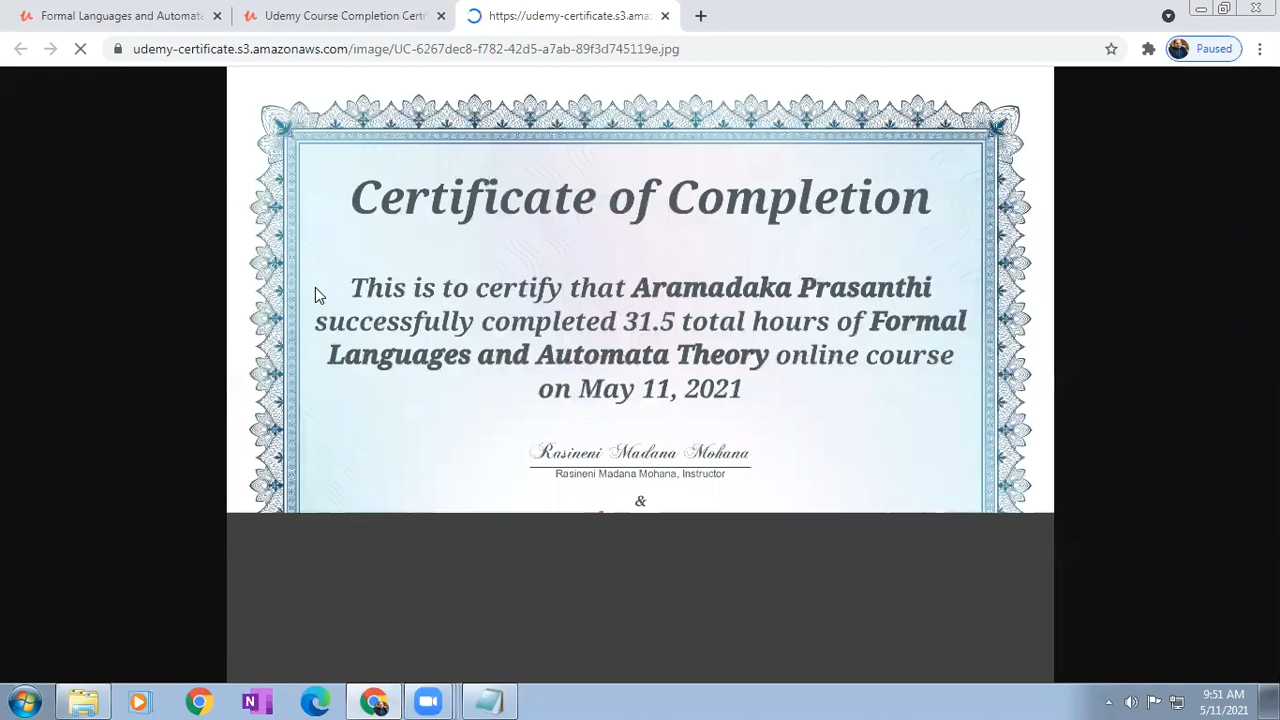 Formal Languages and Automata
Udemy Course Completion Certi
https://udemy-certificate.s3.ama
udemy-certificate.s3.amazonaws.com/image/UC-6267dec8-f782-42d5-a7ab-89f3d745119e.jpg
Paused
Certificate of Completion
This is to certify that Aramadaka Prasanthi
successfully completed 31.5 total hours of Formal
Languages and Automata Theory online course
on May 11, 2021
Rasineni Madana Mohana
Rasineni Madana Mohana, Instructor
&
N
9:51 AM
5/11/2021